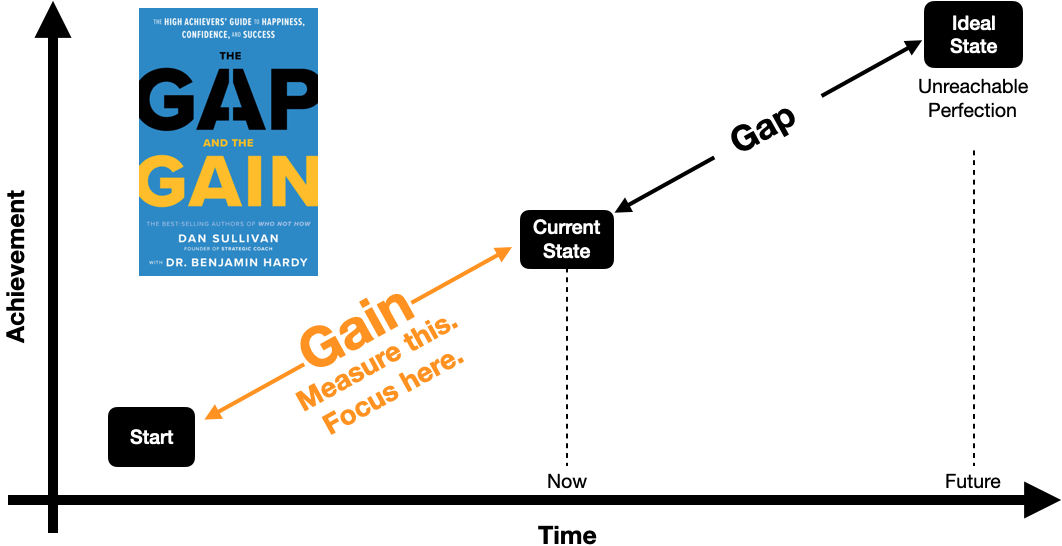 THE HIGH ACHIEVERS' GUIDE TO HAPPINESS,
CONFIDENCE, AND SUCCESS
THE
GAP
AND THE
GAIN
THE BEST-SELLING AUTHORS OF WHO NOT HOW
DAN SULLIVAN
FOUNDER OF STRATEGIC COACH
WITH DR. BENJAMIN HARDY
Ideal
State
Unreachable
Perfection
Gap
Current
State
Gain
Measure this.
Focus here.
Start
Achievement
Now
Future
Time